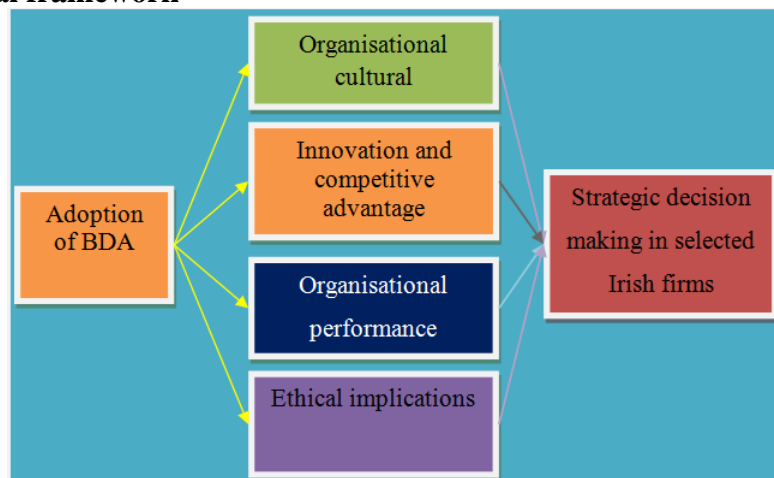 framework
Organisational
cultural
Innovation and
competitive
advantage
Adoption
of BDA
Strategic decision
making in selected
Irish firms
Organisational
performance
Ethical implications